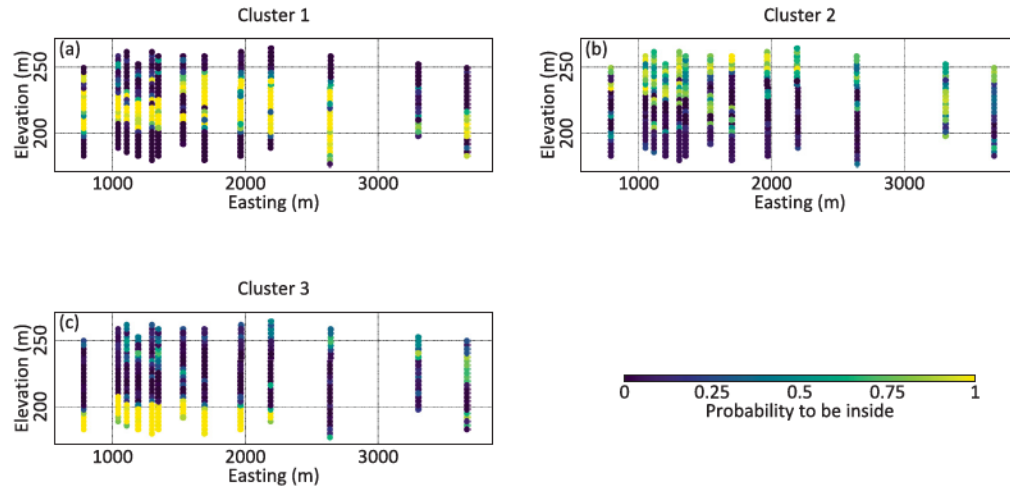 Cluster 1
(a)
Elevation (m)
250
200
1000 2000 3000
Easting (m)
Cluster 2
(b)
Elevation (m)
250
200
1000 2000 3000
Easting (m)
Cluster 3
(c)
Elevation (m)
250
200
1000 2000 3000
Easting (m)
0 0.25 0.5 0.75 1
Probability to be inside